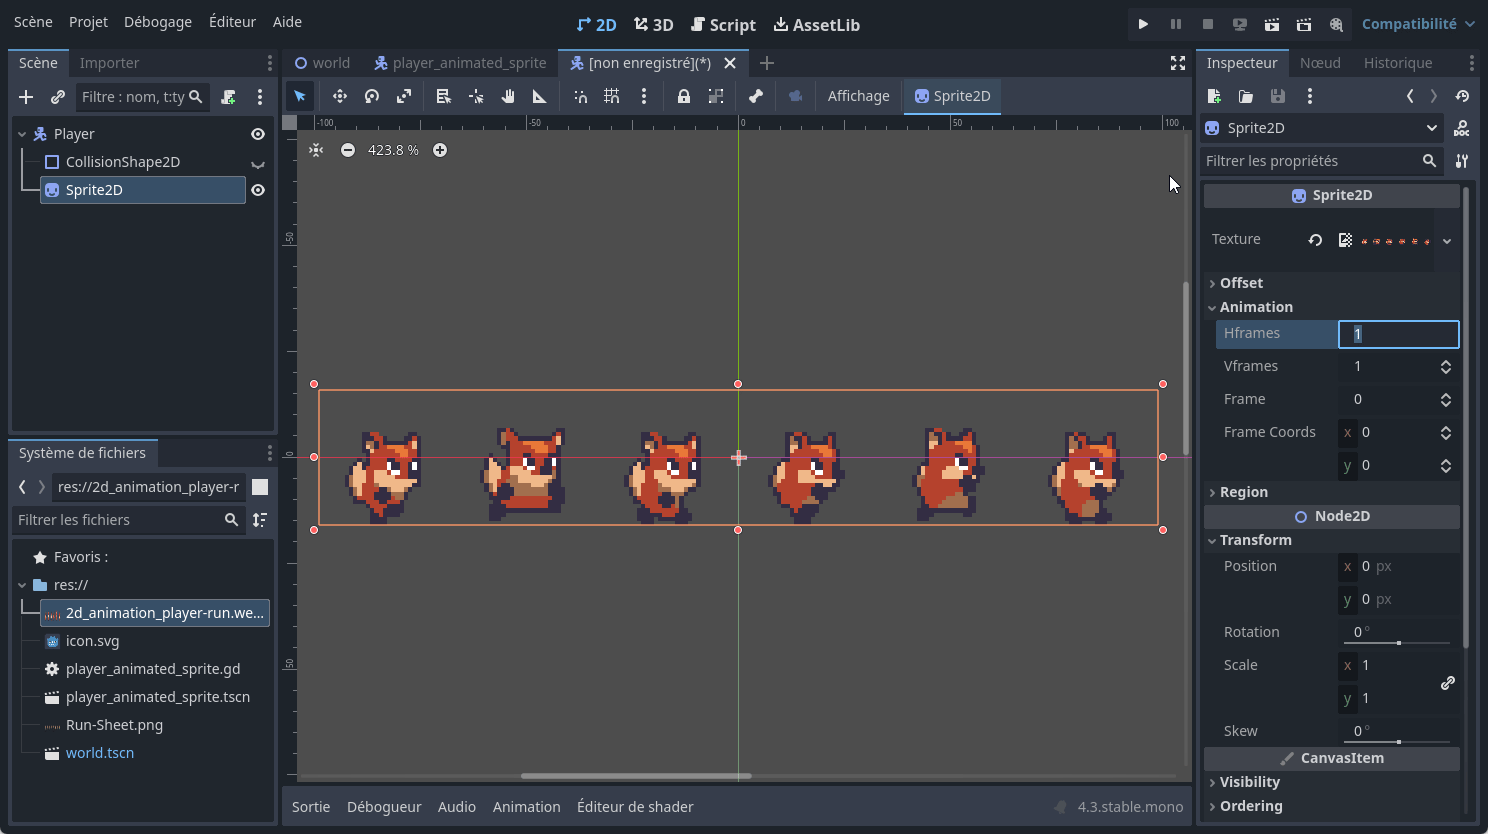 Scène Projet Débogage Éditeur Aide
2D 3D Script AssetLib
Compatibilité
Scène Importer
Filtre : nom, t:ty
Player
CollisionShape2D
Sprite2D
Système de fichiers
res://2d_animation_player-r
Filtrer les fichiers
Favoris :
res://
2d_animation_player-run.we...
icon.svg
player_animated_sprite.gd
player_animated_sprite.tscn
Run-Sheet.png
world.tscn
world player_animated_sprite [non enregistré](*)
Affichage Sprite2D
-100 -50 0 50 100
423.8 %
-50
0
50
Sortie Débogueur Audio Animation Éditeur de shader
4.3.stable.mono
Inspecteur Nœud Historique
Sprite2D
Filtrer les propriétés
Sprite2D
Texture
Offset
Animation
Hframes 1
Vframes 1
Frame 0
Frame Coords x 0
y 0
Region
Node2D
Transform
Position x 0 px
y 0 px
Rotation 0 °
Scale x 1
y 1
Skew 0 °
CanvasItem
Visibility
Ordering